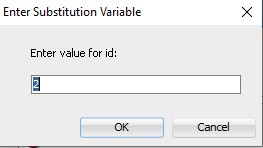 Enter Substitution Variable
Enter value for id:
2
OK Cancel